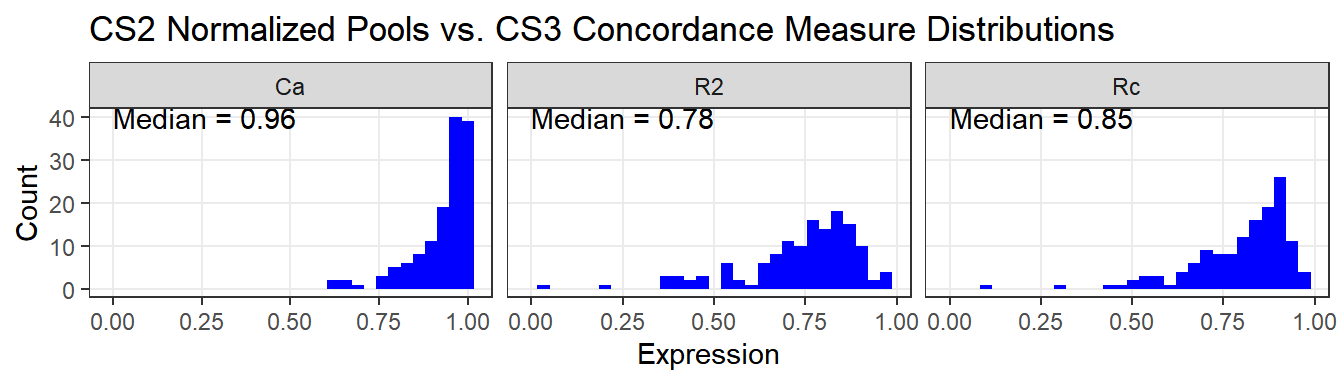 CS2 Normalized Pools vs. CS3 Concordance Measure Distributions
Ca
R2
Rc
Median = 0.96
Median = 0.78
Median = 0.85
40
30
20
10
0
Count
0.00 0.25 0.50 0.75 1.00
0.00 0.25 0.50 0.75 1.00
0.00 0.25 0.50 0.75 1.00
Expression